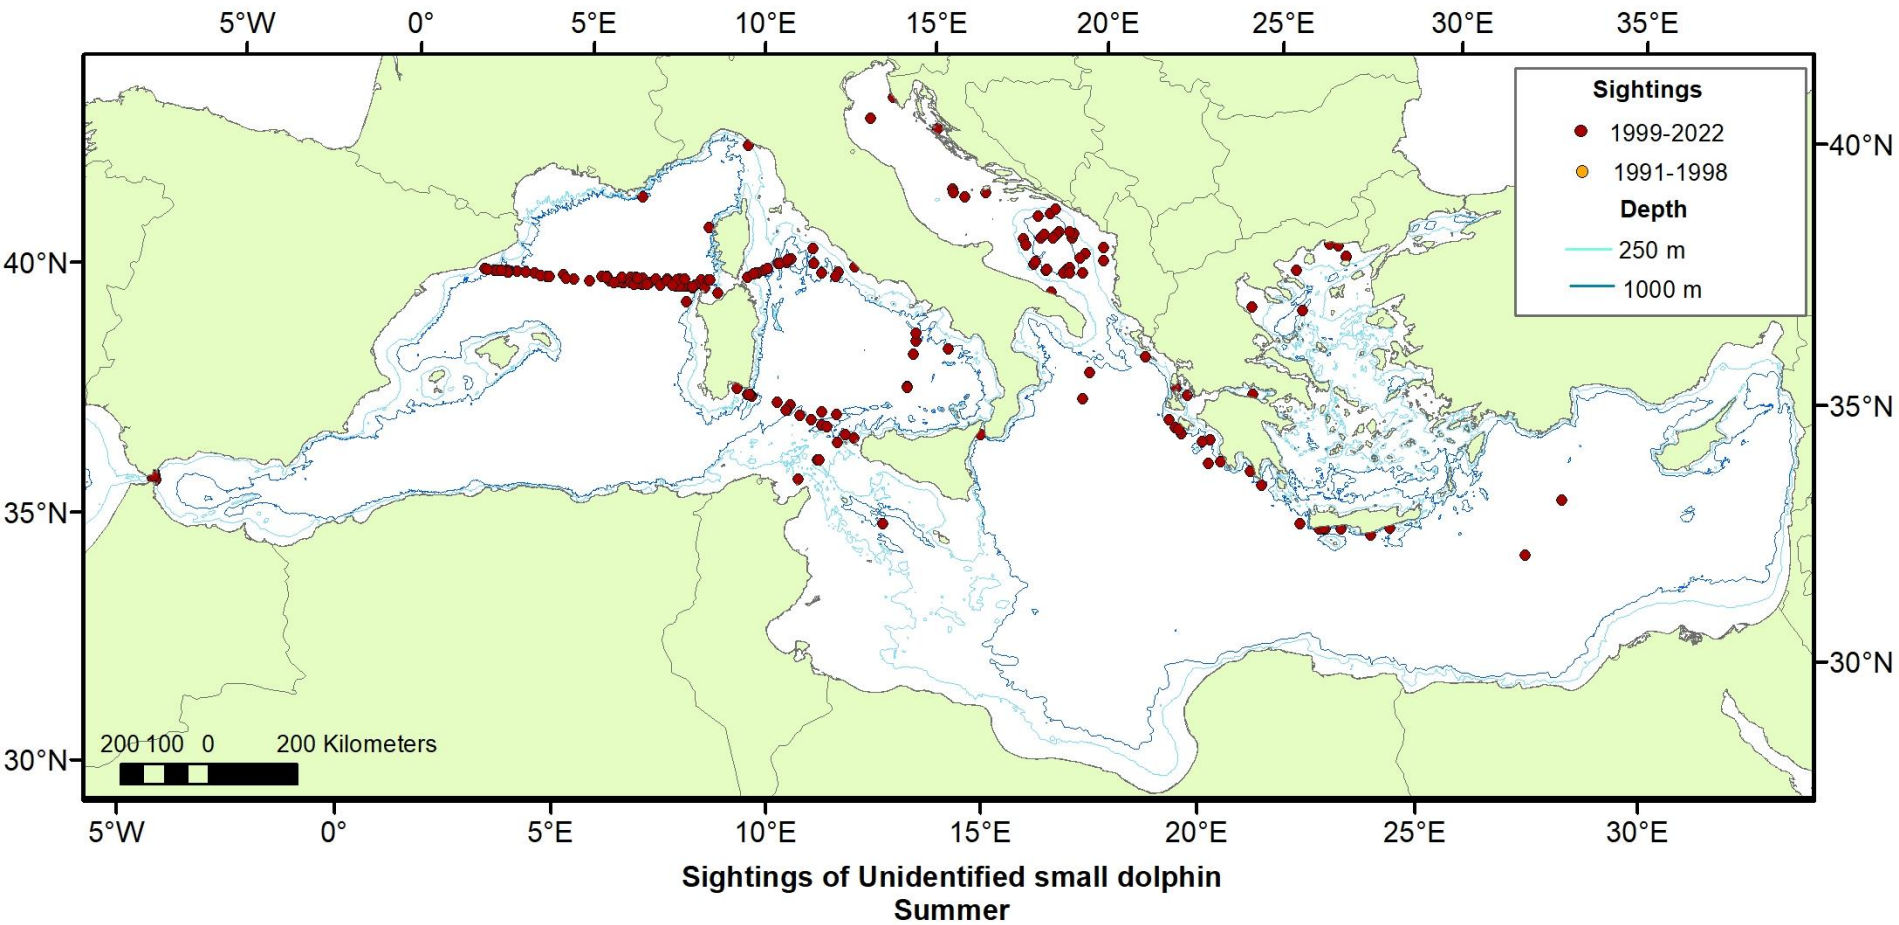 5°W 0° 5°E 10°E 15°E 20°E 25°E 30°E 35°E
Sightings
1999-2022
1991-1998
Depth
250 m
1000 m
40°N
40°N
35°N
35°N
30°N
30°N
200 100 0 200 Kilometers
5°W 0° 5°E 10°E 15°E 20°E 25°E 30°E
Sightings of Unidentified small dolphin
Summer